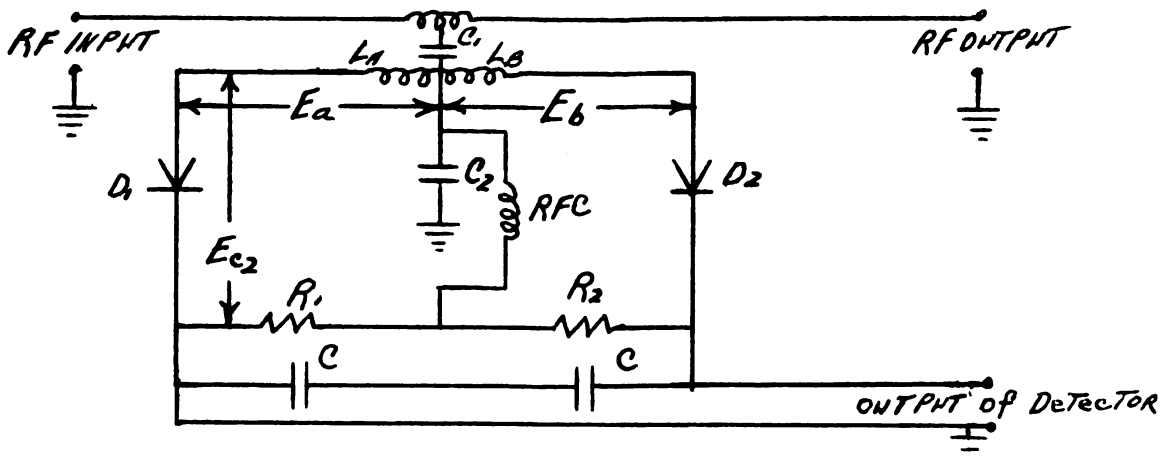 RF INPUT
C1
RF OUTPUT
LA
LB
Ea
Eb
D1
C2
D2
RFC
Ec2
R1
R2
C
C
OUTPUT of DETECTOR